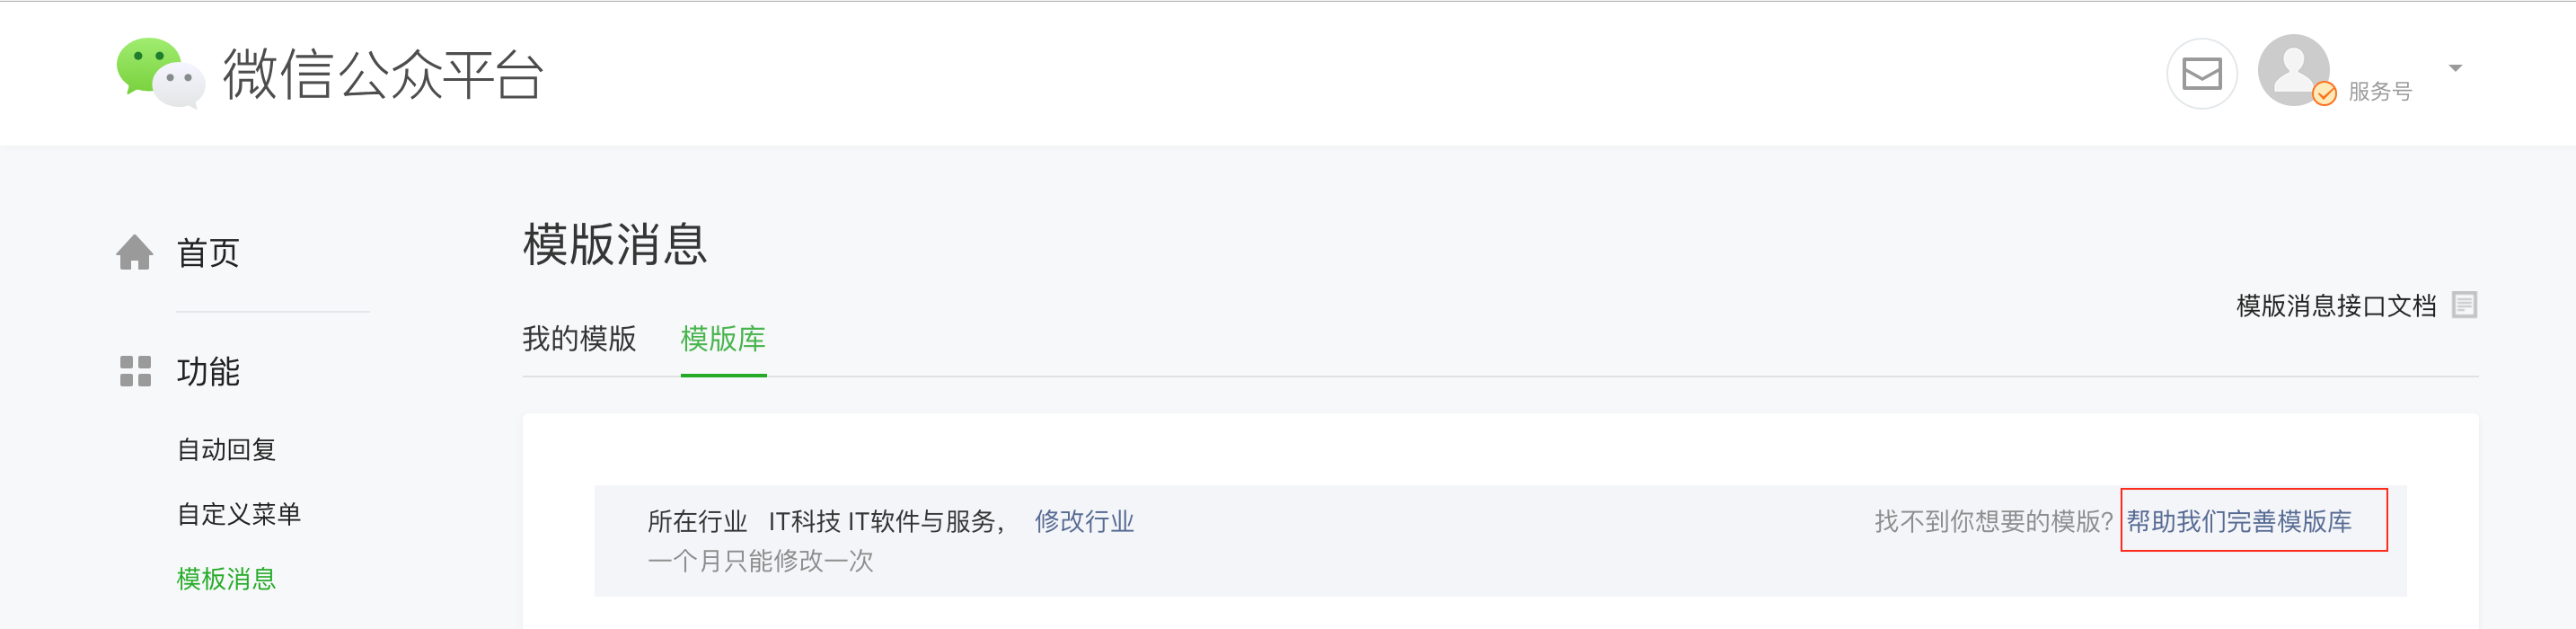 微信公众平台
服务号
首页
功能
自动回复
自定义菜单
模板消息
模版消息
模版消息接口文档
我的模版 模版库
所在行业 IT科技 IT软件与服务， 修改行业
一个月只能修改一次
找不到你想要的模版? 帮助我们完善模版库